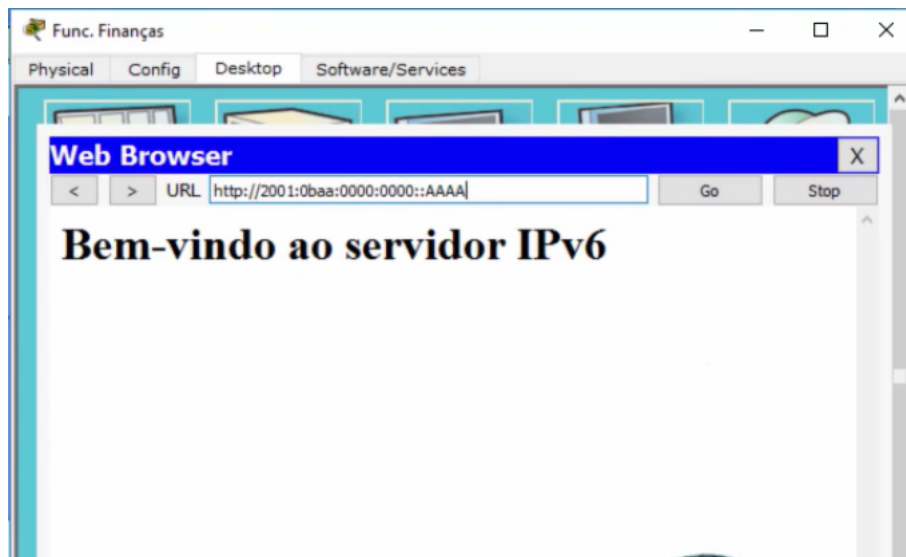 Func. Finanças
Physical Config Desktop Software/Services
Web Browser X
< > URL http://2001:0baa:0000:0000::AAAA Go Stop
Bem-vindo ao servidor IPv6